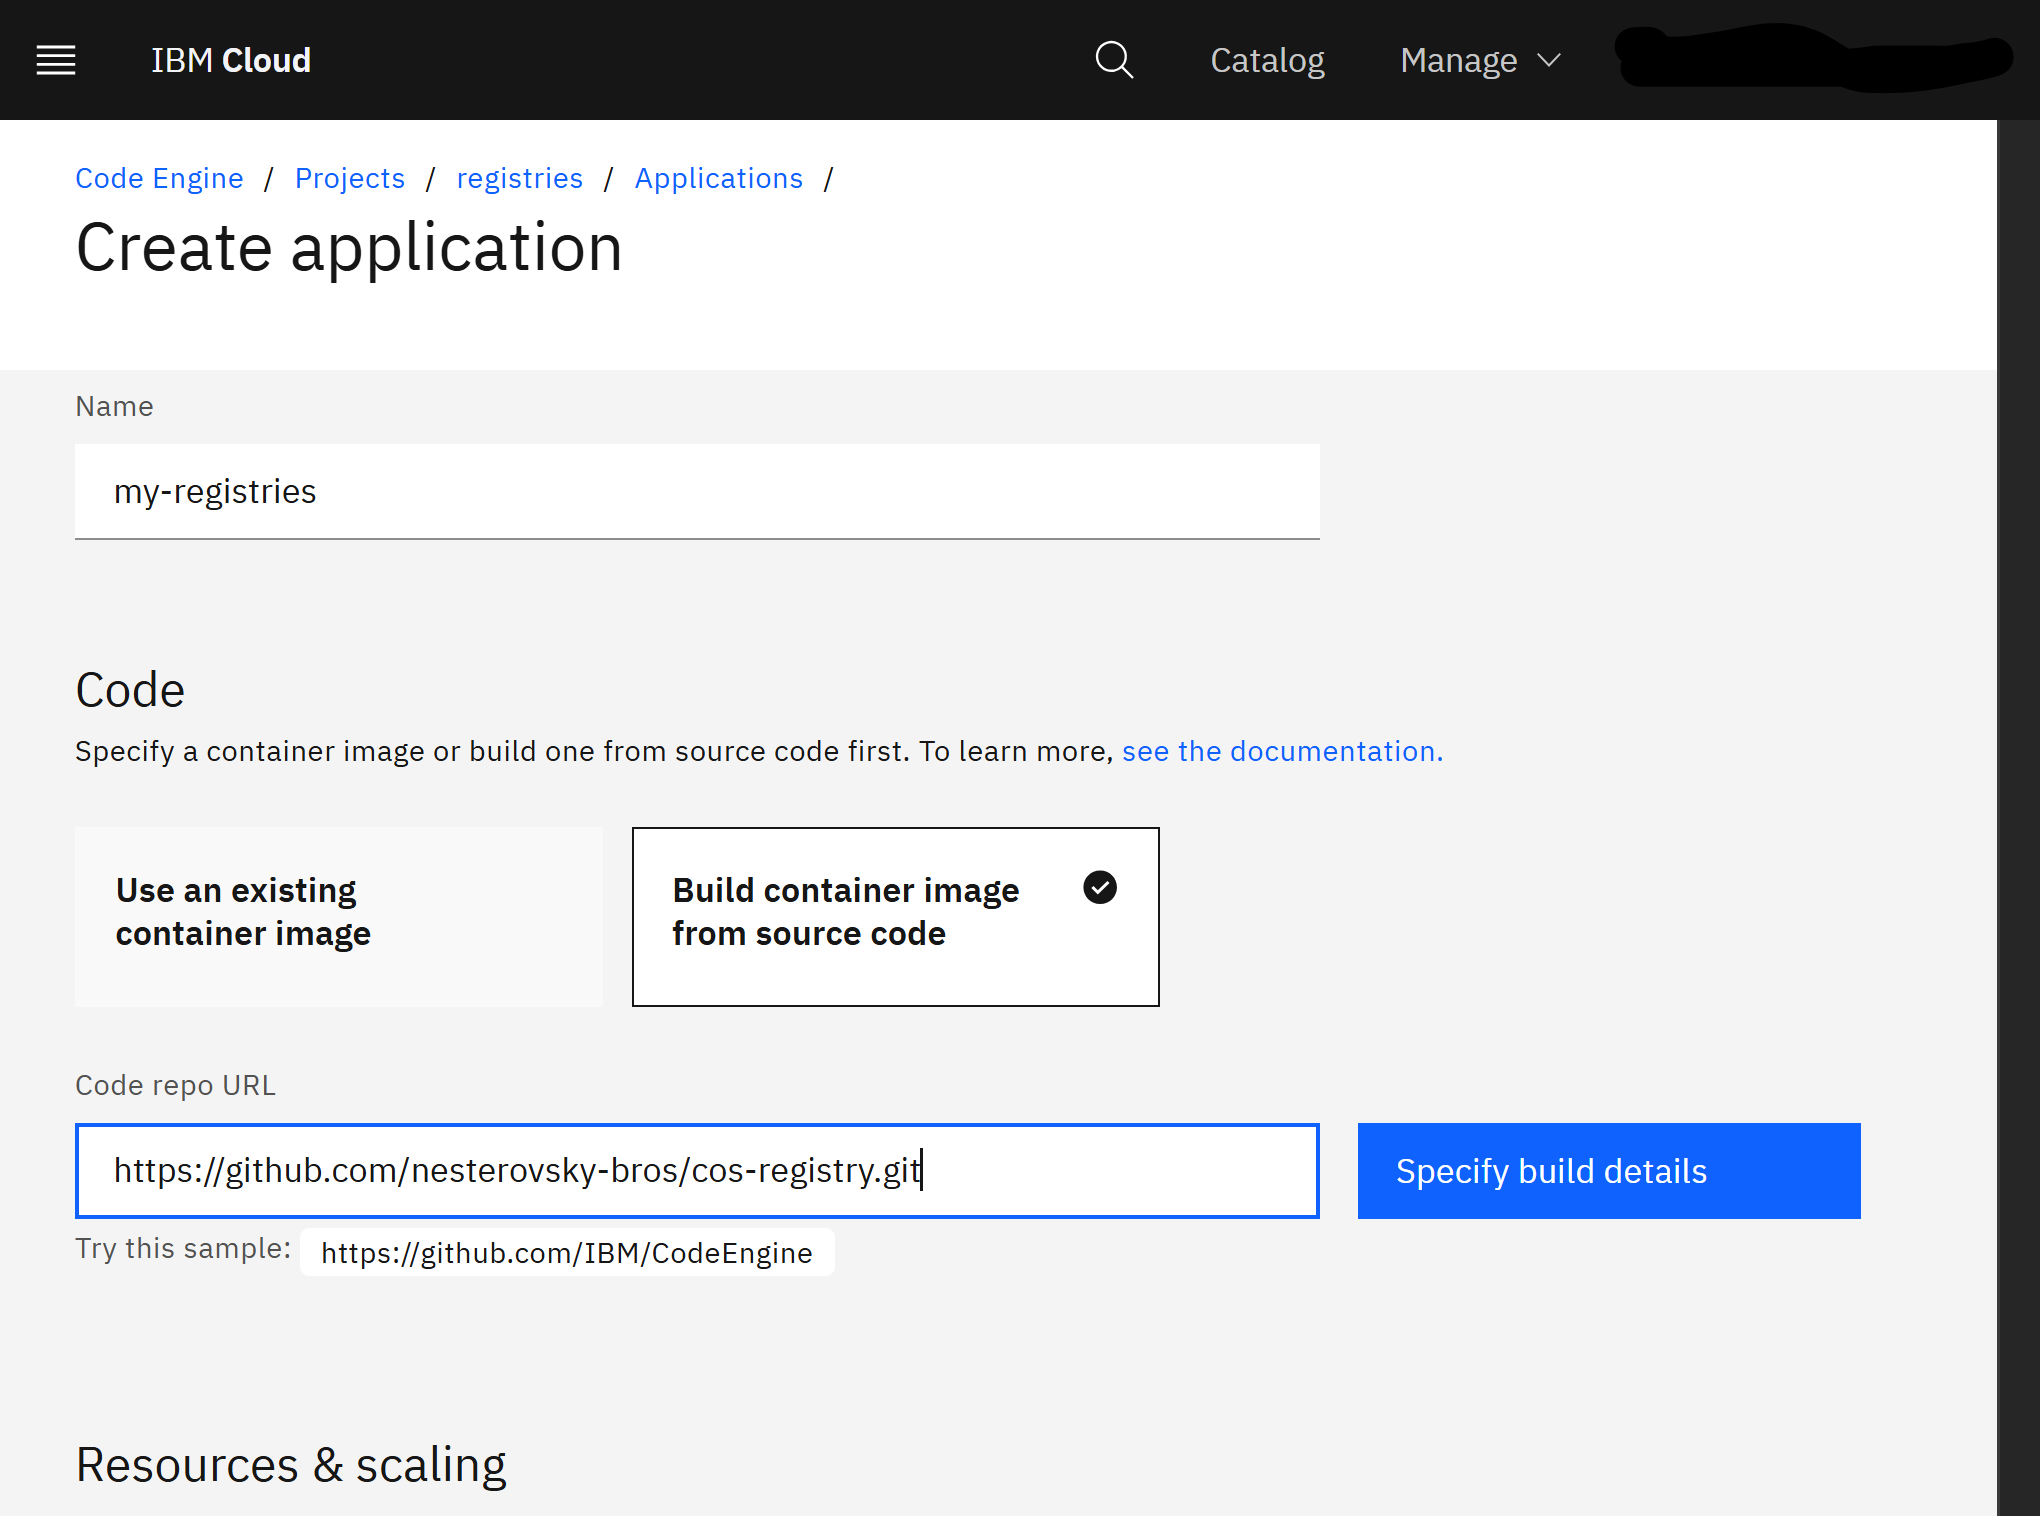 IBM Cloud Catalog Manage
Code Engine / Projects / registries / Applications /
Create application
Name
my-registries
Code
Specify a container image or build one from source code first. To learn more, see the documentation.
Use an existing
container image
Build container image
from source code
Code repo URL
https://github.com/nesterovsky-bros/cos-registry.git
Specify build details
Try this sample: https://github.com/IBM/CodeEngine
Resources & scaling